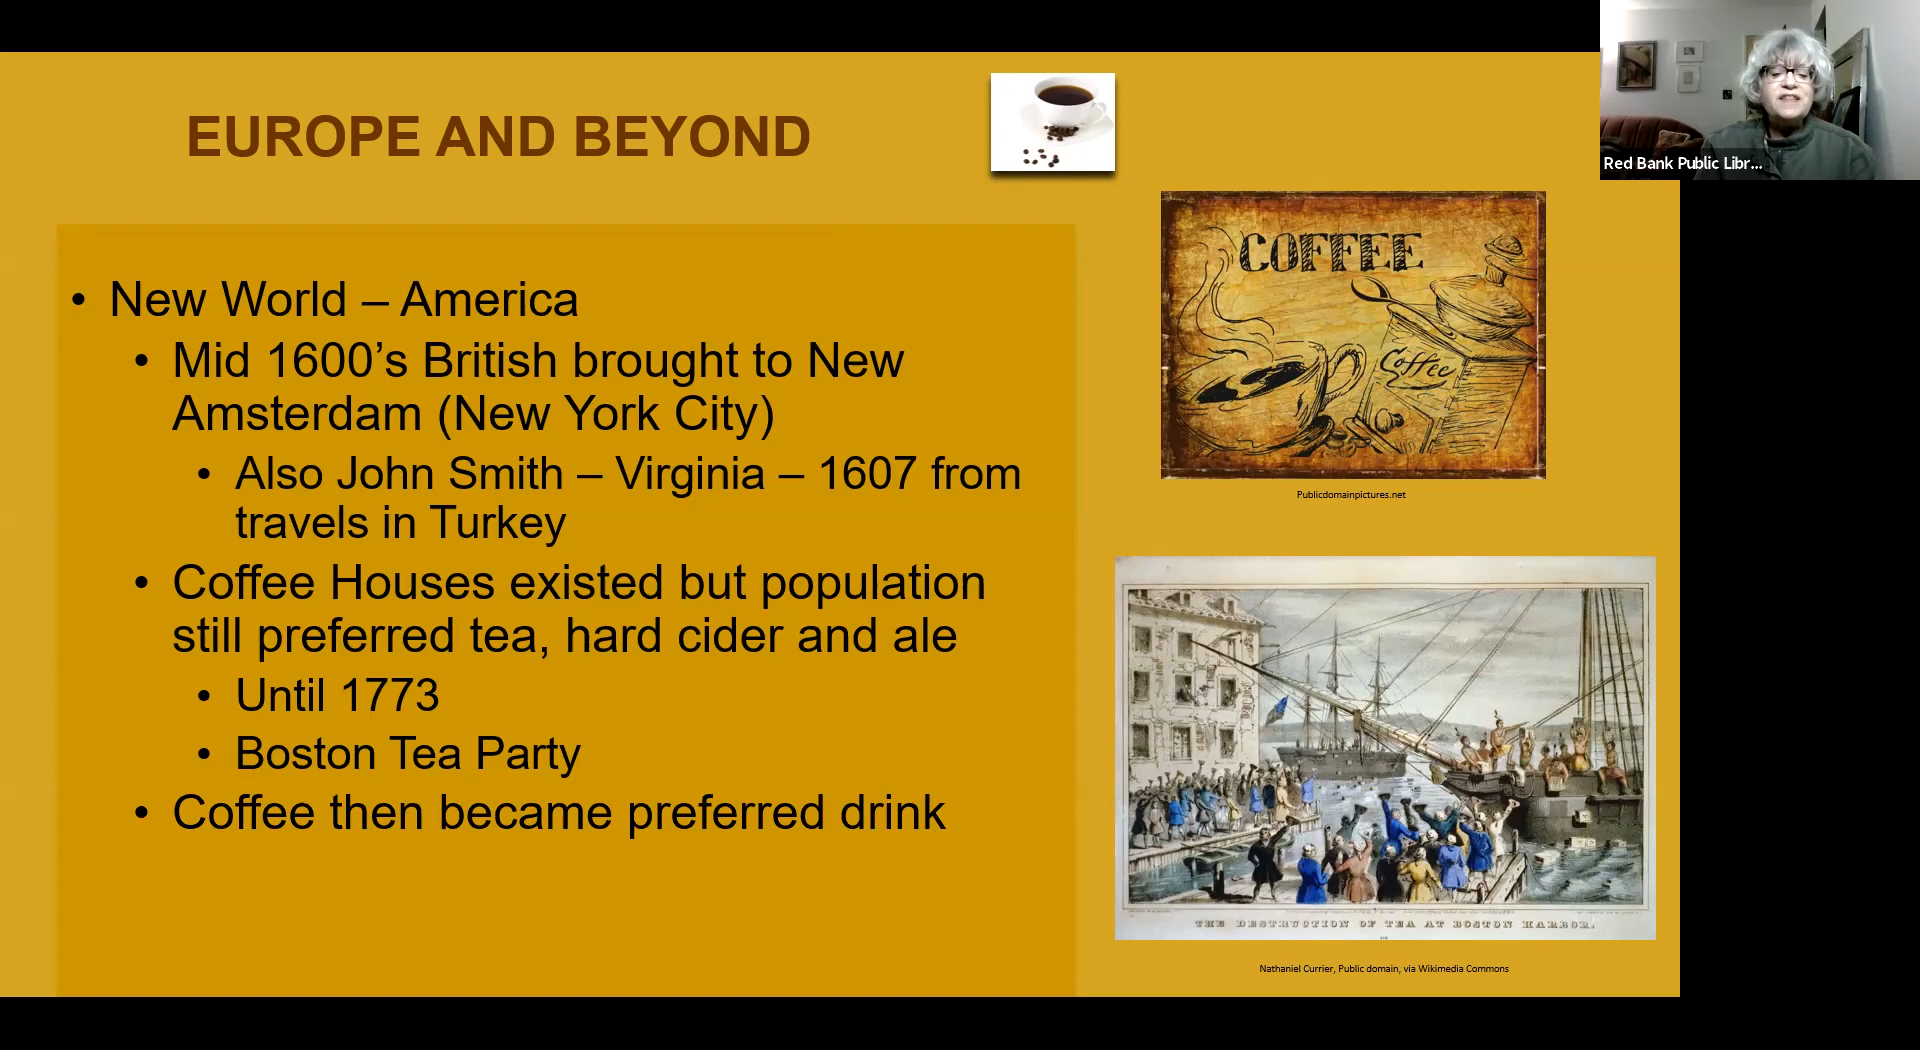 EUROPE AND BEYOND
Red Bank Public Libr...
• New World – America
• Mid 1600’s British brought to New
Amsterdam (New York City)
• Also John Smith – Virginia – 1607 from
travels in Turkey
• Coffee Houses existed but population
still preferred tea, hard cider and ale
• Until 1773
• Boston Tea Party
• Coffee then became preferred drink
COFFEE
Coffee
Publicdomainpictures.net
THE DESTRUCTION OF TEA AT BOSTON HARBOR.
Nathaniel Currier, Public domain, via Wikimedia Commons